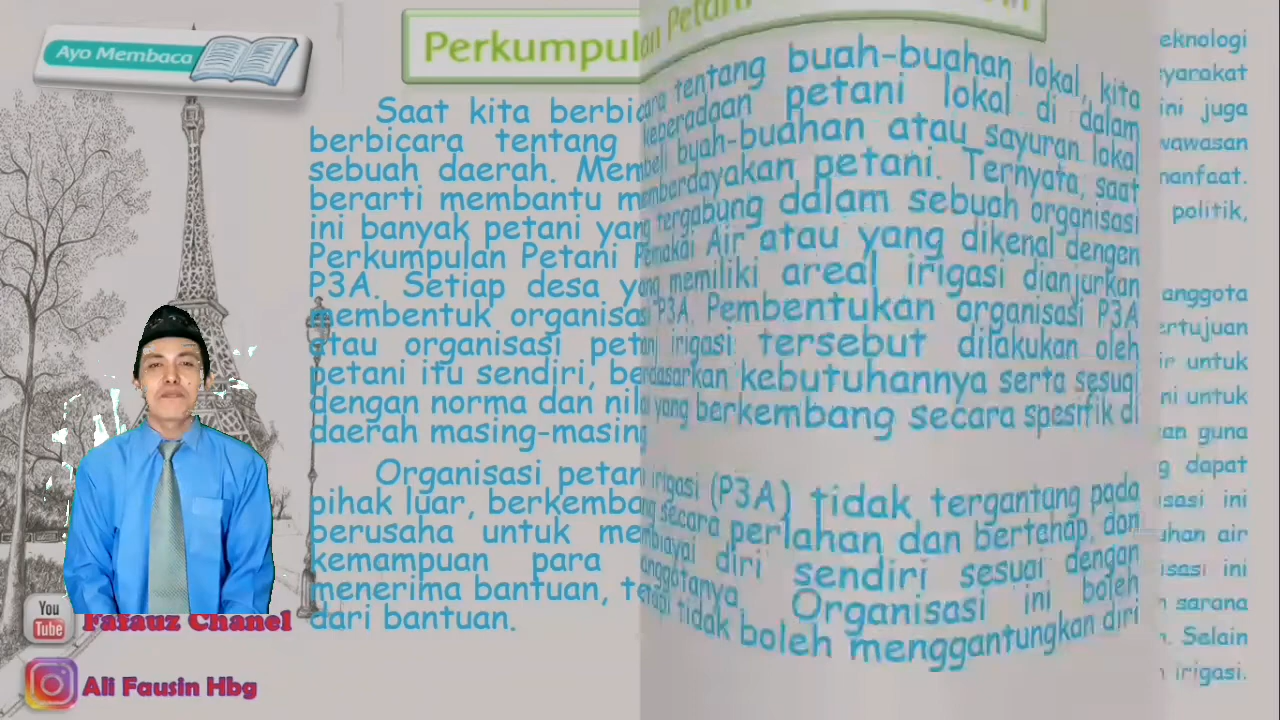 Ayo Membaca
Perkumpulan Petani
Saat kita berbicara tentang buah-buahan lokal, kita
berbicara tentang keberadaan petani lokal di dalam
sebuah daerah. Membeli buah-buahan atau sayuran lokal
berarti membantu memberdayakan petani. Ternyata, saat
ini banyak petani yang tergabung dalam sebuah organisasi
Perkumpulan Petani Pemakai Air atau yang dikenal dengen
P3A. Setiap desa yang memiliki areal irigasi dianjurkan
membentuk organisasi P3A. Pembentukan organisasi P3A
atau organisasi petani irigasi tersebut dilakukan oleh
petani itu sendiri, berdasarkan kebutuhannya serta sesuai
dengan norma dan nilai yang berkembang secara spesifik di
daerah masing-masing
Organisasi petani irigasi (P3A) tidak tergantung pada
pihak luar, berkembang secara perlahan dan bertahap, dan
perusaha untuk membiayai diri sendiri sesuai dengan
kemampuan para anggotanya. Organisasi ini boleh
menerima bantuan, tetapi tidak boleh menggantungkan diri
dari bantuan.
eknologi
yarakat
ini juga
wawasan
manfaat.
politik,
anggota
ertujuan
ir untuk
ni untuk
an guna
g dapat
isasi ini
uhan air
isasi ini
sarana
n. Selain
irigasi.
You
Tube
Farauz Chanel
Ali Fausin Hbg